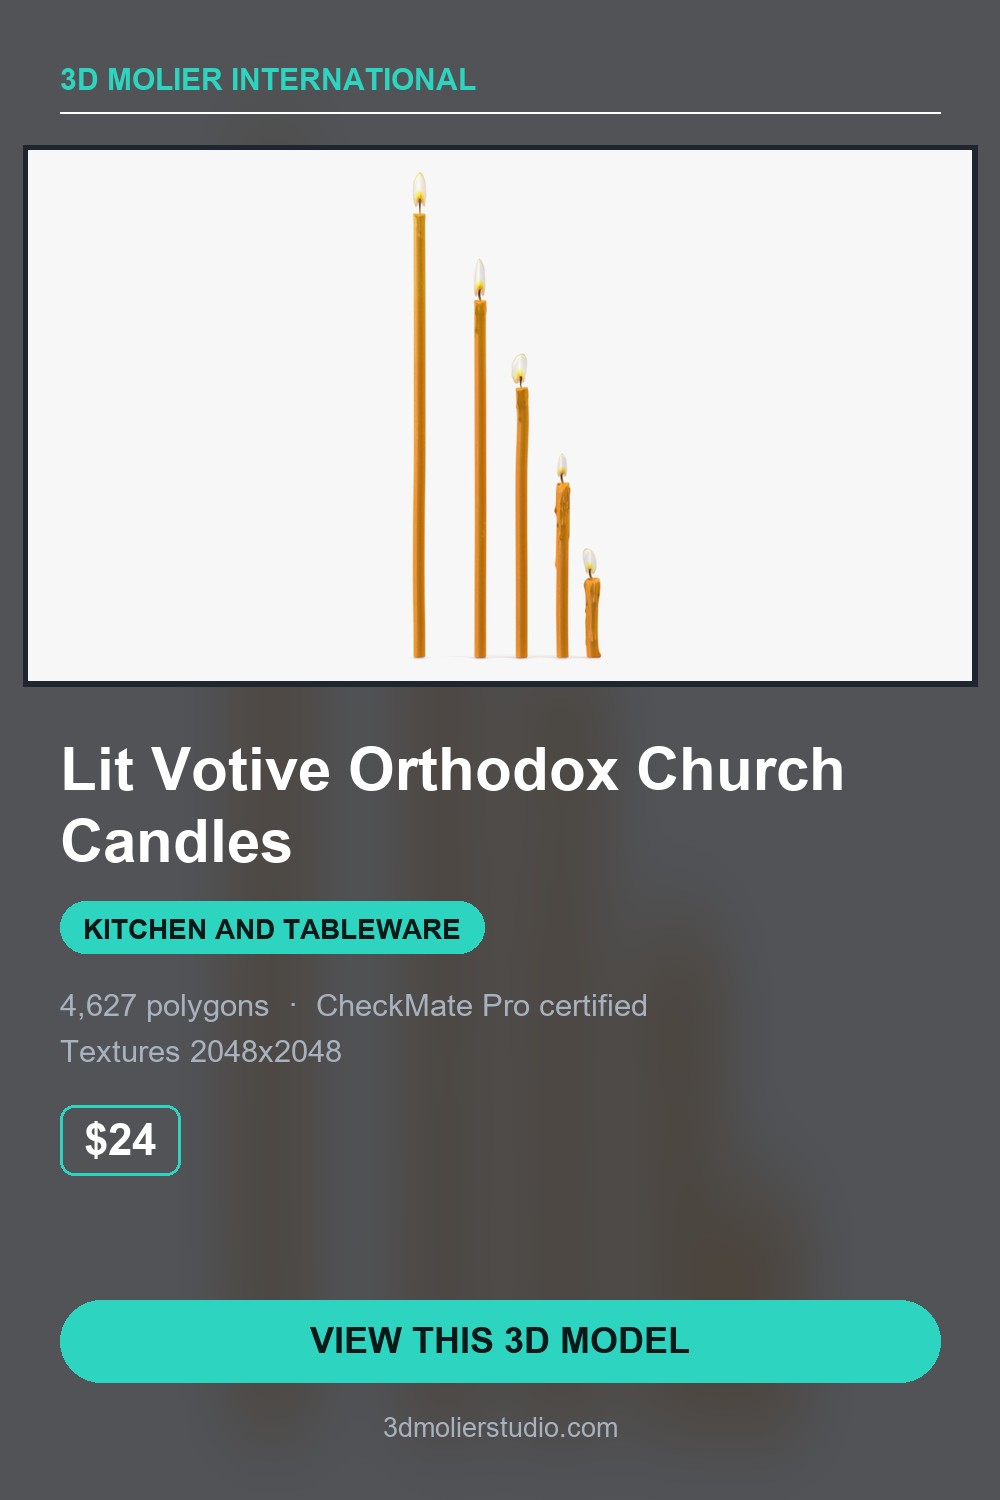 3D MOLIER INTERNATIONAL
Lit Votive Orthodox Church
Candles
KITCHEN AND TABLEWARE
4,627 polygons · CheckMate Pro certified
Textures 2048x2048
$24
VIEW THIS 3D MODEL
3dmolierstudio.com